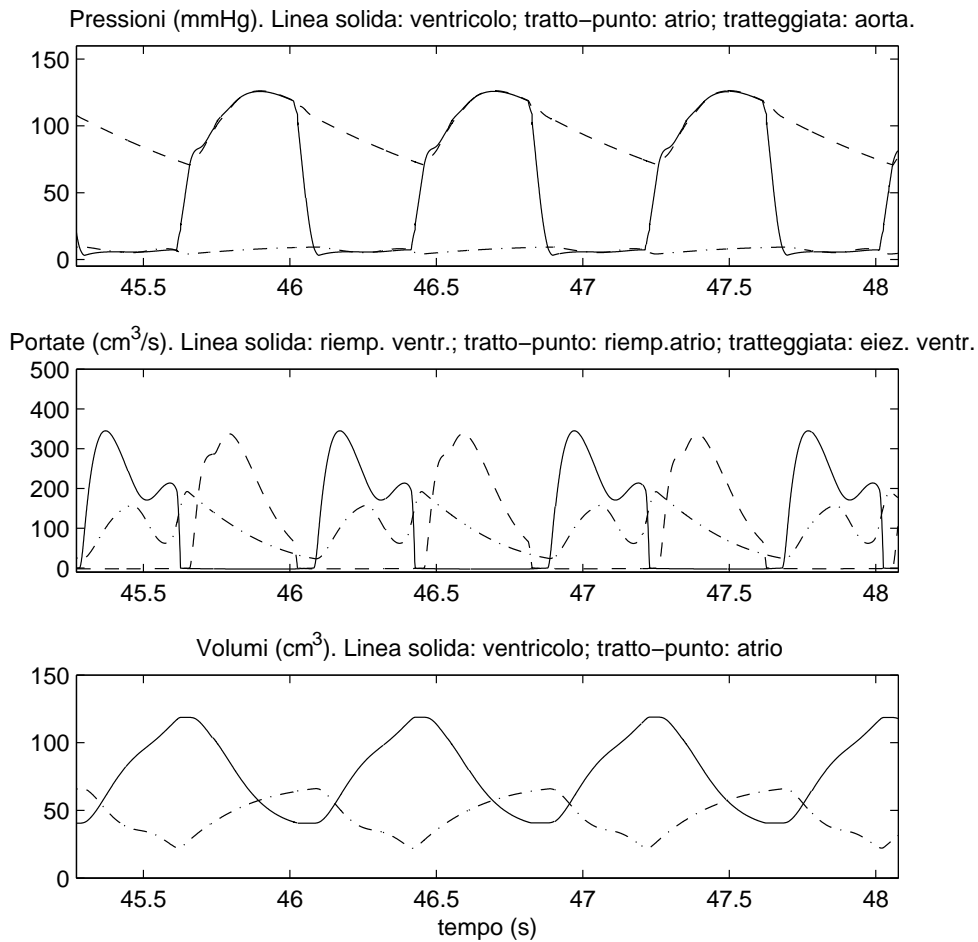 Pressioni (mmHg). Linea solida: ventricolo; tratto−punto: atrio; tratteggiata: aorta.
150
100
50
0
45.5 46 46.5 47 47.5 48
Portate (cm³/s). Linea solida: riemp. ventr.; tratto−punto: riemp.atrio; tratteggiata: eiez. ventr.
500
400
300
200
100
0
45.5 46 46.5 47 47.5 48
Volumi (cm³). Linea solida: ventricolo; tratto−punto: atrio
150
100
50
0
45.5 46 46.5 47 47.5 48
tempo (s)